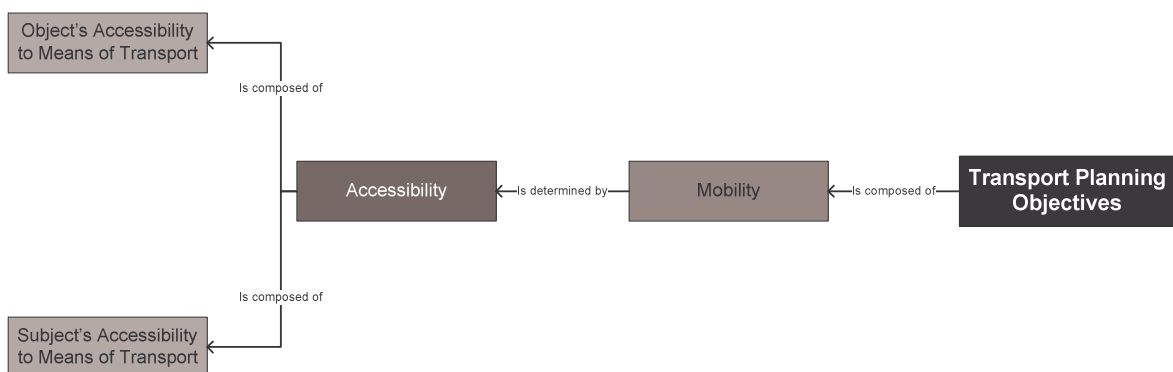 Object's Accessibility
to Means of Transport
Is composed of
Accessibility
Is determined by
Mobility
Is composed of
Transport Planning
Objectives
Is composed of
Subject's Accessibility
to Means of Transport